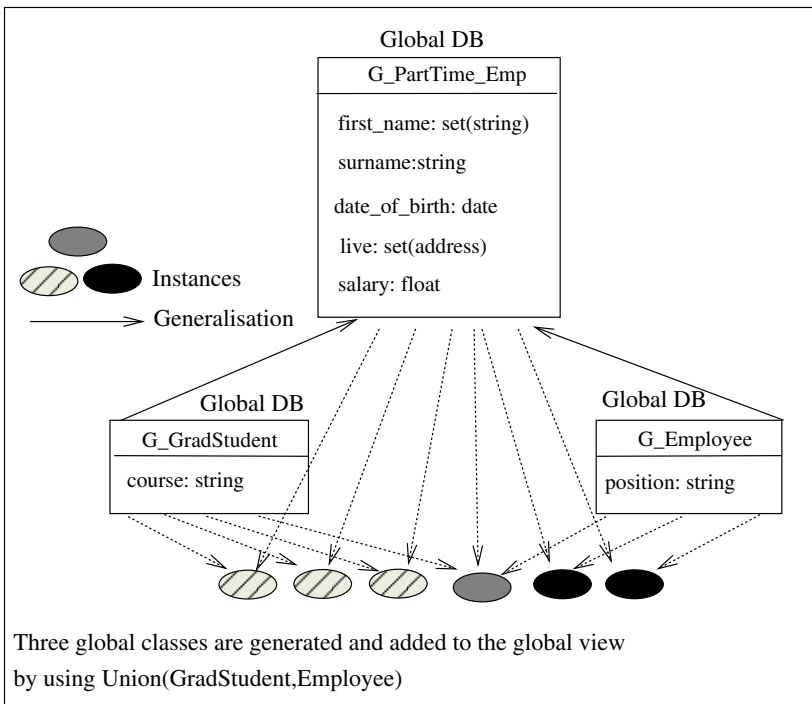 Global DB
G_PartTime_Emp
first_name: set(string)
surname:string
date_of_birth: date
live: set(address)
salary: float
Instances
Generalisation
Global DB
G_GradStudent
course: string
Global DB
G_Employee
position: string
Three global classes are generated and added to the global view
by using Union(GradStudent,Employee)